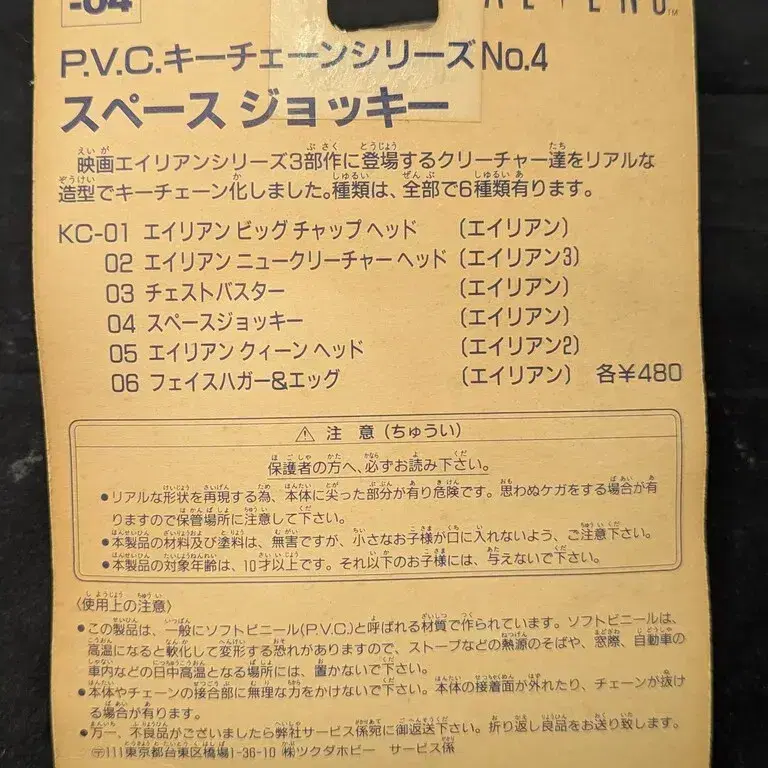 -04 ALIENS™
P.V.C.キーチェーンシリーズ No.4
スペース ジョッキー
映画エイリアンシリーズ3部作に登場するクリーチャー達をリアルな
造型でキーチェーン化しました。種類は、全部で6種類有ります。
KC-01 エイリアン ビッグ チャップ ヘッド (エイリアン)
02 エイリアン ニュークリーチャー ヘッド (エイリアン3)
03 チェストバスター (エイリアン)
04 スペースジョッキー (エイリアン)
05 エイリアン クィーン ヘッド (エイリアン2)
06 フェイスハガー&エッグ (エイリアン) 各¥480
⚠ 注意(ちゅうい)
保護者の方へ、必ずお読み下さい。
●リアルな形状を再現する為、本体に尖った部分が有り危険です。思わぬケガをする場合が有
りますので保管場所に注意して下さい。
●本製品の材料及び塗料は、無害ですが、小さなお子様が口に入れないよう、ご注意下さい。
●本製品の対象年齢は、10才以上です。それ以下のお子様には、与えないで下さい。
〈使用上の注意〉
●この製品は、一般にソフトビニール(P.V.C.)と呼ばれる材質で作られています。ソフトビニールは、
高温になると軟化して変形する恐れがありますので、ストーブなどの熱源のそばや、窓際、自動車の
車内などの日中高温となる場所には、置かないで下さい。
●本体やチェーンの接合部に無理な力をかけないで下さい。本体の接着面が外れたり、チェーンが抜け
る場合が有ります。
●万一、不良品がございましたら弊社サービス係宛に御返送下さい。折り返し良品をお送り致します。
〒111東京都台東区橋場1-36-10 ㈱ツクダホビー サービス係